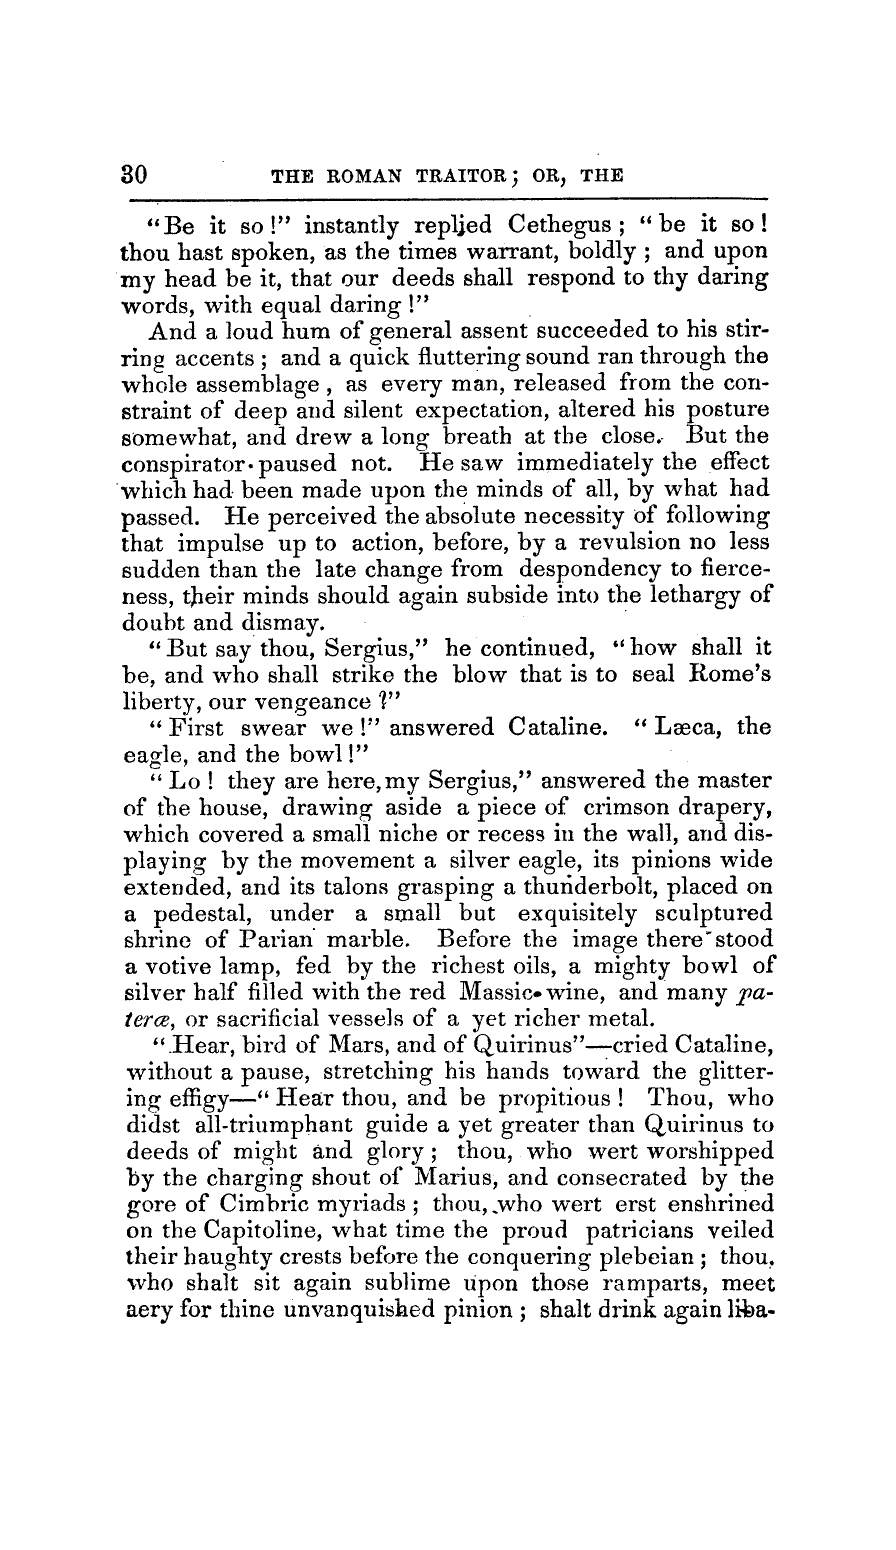 30 THE ROMAN TRAITOR; OR, THE
"Be it so!" instantly replied Cethegus; "be it so!
thou hast spoken, as the times warrant, boldly; and upon
my head be it, that our deeds shall respond to thy daring
words, with equal daring!"
And a loud hum of general assent succeeded to his stir-
ring accents; and a quick fluttering sound ran through the
whole assemblage, as every man, released from the con-
straint of deep and silent expectation, altered his posture
somewhat, and drew a long breath at the close. But the
conspirator paused not. He saw immediately the effect
which had been made upon the minds of all, by what had
passed. He perceived the absolute necessity of following
that impulse up to action, before, by a revulsion no less
sudden than the late change from despondency to fierce-
ness, their minds should again subside into the lethargy of
doubt and dismay.
"But say thou, Sergius," he continued, "how shall it
be, and who shall strike the blow that is to seal Rome's
liberty, our vengeance?"
"First swear we!" answered Cataline. "Læca, the
eagle, and the bowl!"
"Lo! they are here, my Sergius," answered the master
of the house, drawing aside a piece of crimson drapery,
which covered a small niche or recess in the wall, and dis-
playing by the movement a silver eagle, its pinions wide
extended, and its talons grasping a thunderbolt, placed on
a pedestal, under a small but exquisitely sculptured
shrine of Parian marble. Before the image there stood
a votive lamp, fed by the richest oils, a mighty bowl of
silver half filled with the red Massic wine, and many pa-
teræ, or sacrificial vessels of a yet richer metal.
"Hear, bird of Mars, and of Quirinus"—cried Cataline,
without a pause, stretching his hands toward the glitter-
ing effigy—"Hear thou, and be propitious! Thou, who
didst all-triumphant guide a yet greater than Quirinus to
deeds of might and glory; thou, who wert worshipped
by the charging shout of Marius, and consecrated by the
gore of Cimbric myriads; thou, who wert erst enshrined
on the Capitoline, what time the proud patricians veiled
their haughty crests before the conquering plebeian; thou,
who shalt sit again sublime upon those ramparts, meet
aery for thine unvanquished pinion; shalt drink again liba-